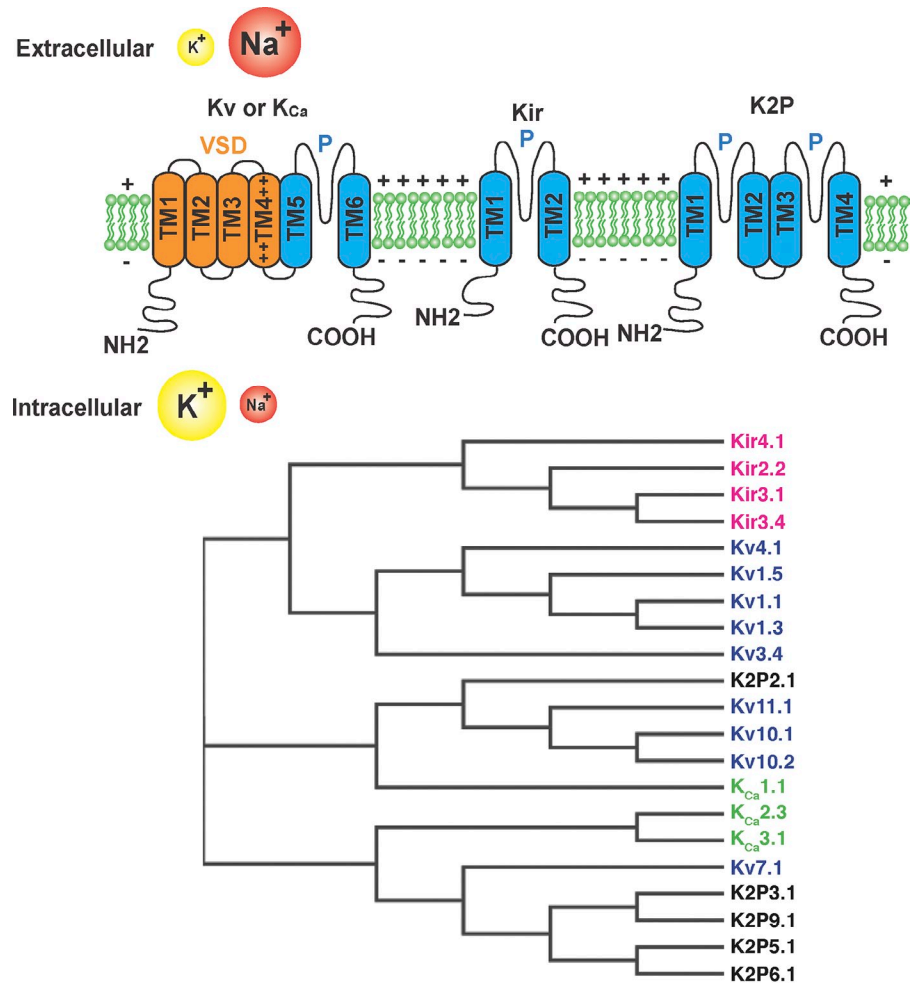 Extracellular K+ Na+
Kv or KCa Kir K2P
VSD P P P P
+ + + + + + + + + + + +
TM1 TM2 TM3 ++TM4++ TM5 TM6 TM1 TM2 TM1 TM2 TM3 TM4
- - - - - - - - - - - -
NH2 COOH NH2 COOH NH2 COOH
Intracellular K+ Na+
Kir4.1
Kir2.2
Kir3.1
Kir3.4
Kv4.1
Kv1.5
Kv1.1
Kv1.3
Kv3.4
K2P2.1
Kv11.1
Kv10.1
Kv10.2
KCa1.1
KCa2.3
KCa3.1
Kv7.1
K2P3.1
K2P9.1
K2P5.1
K2P6.1